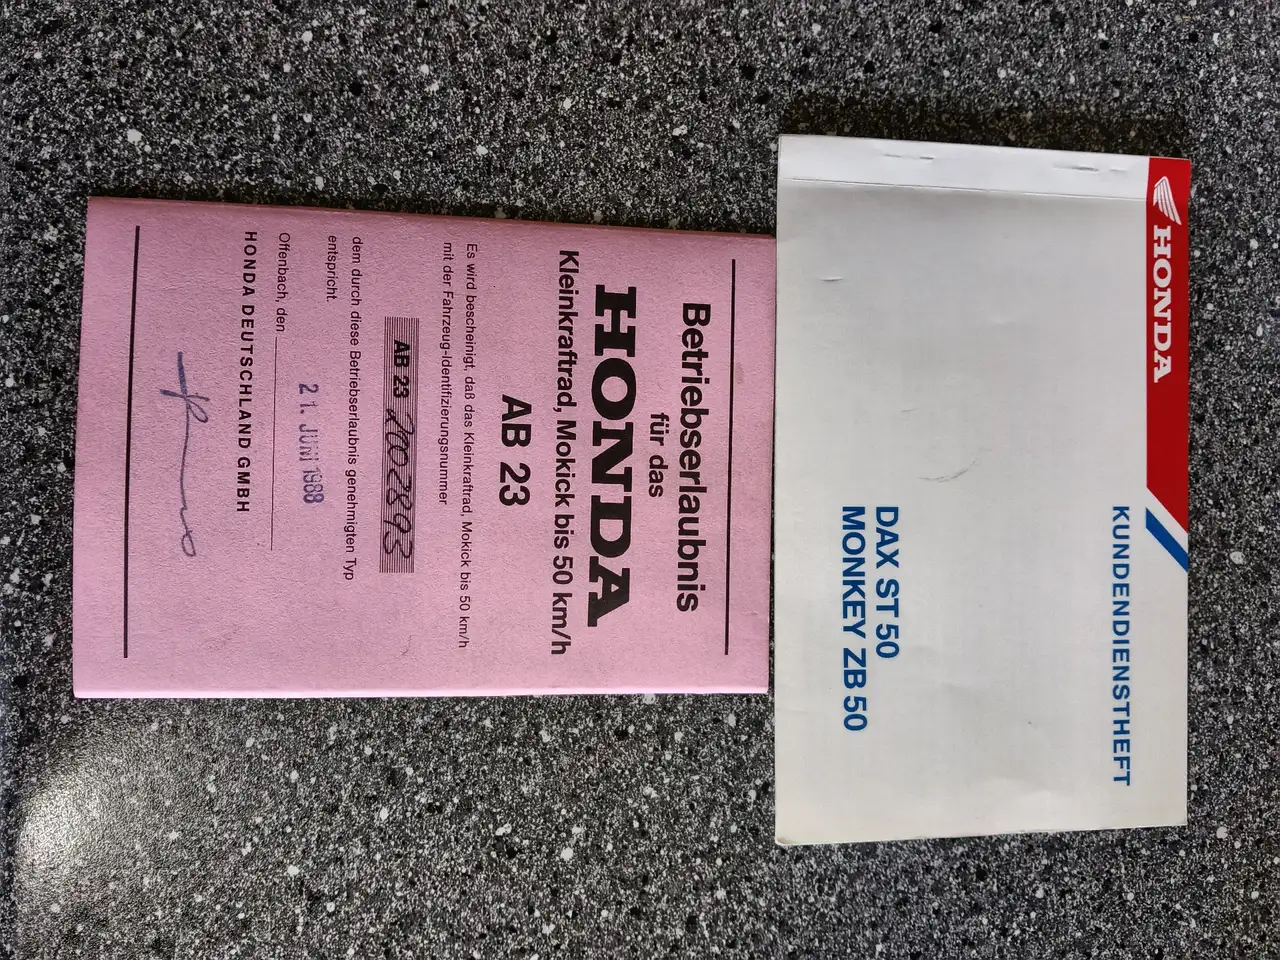 HONDA
KUNDENDIENSTHEFT
DAX ST 50
MONKEY ZB 50
Betriebserlaubnis
für das
HONDA
Kleinkraftrad, Mokick bis 50 km/h
AB 23
Es wird bescheinigt, daß das Kleinkraftrad, Mokick bis 50 km/h
mit der Fahrzeug-Identifizierungsnummer
AB 23 2002893
dem durch diese Betriebserlaubnis genehmigten Typ
entspricht.
Offenbach, den 21. JUNI 1988
HONDA DEUTSCHLAND GMBH